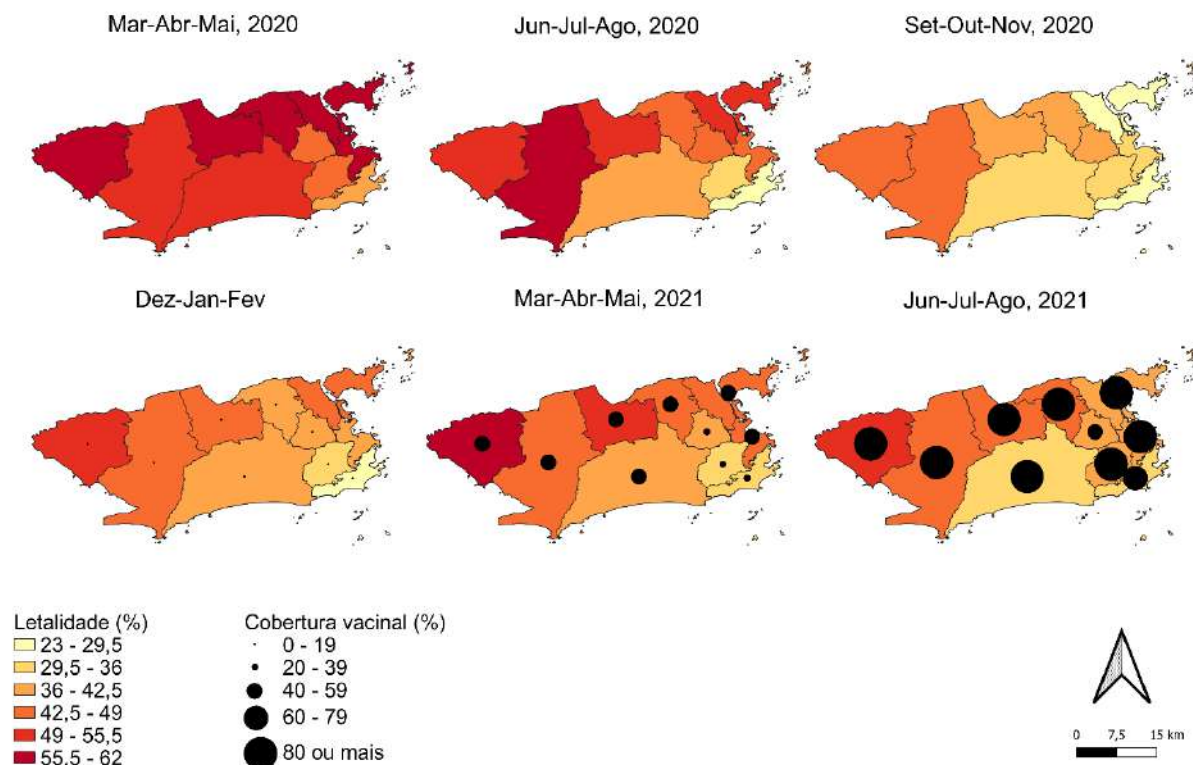 Mar-Abr-Mai, 2020
Jun-Jul-Ago, 2020
Set-Out-Nov, 2020
Dez-Jan-Fev
Mar-Abr-Mai, 2021
Jun-Jul-Ago, 2021
Letalidade (%)
23 - 29,5
29,5 - 36
36 - 42,5
42,5 - 49
49 - 55,5
55,5 - 62
Cobertura vacinal (%)
0 - 19
20 - 39
40 - 59
60 - 79
80 ou mais
0 7,5 15 km